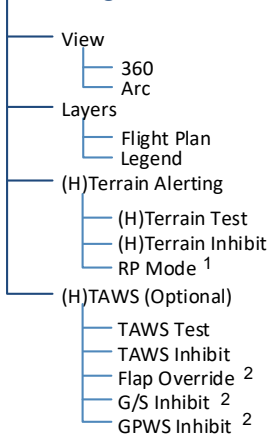 View
360
Arc
Layers
Flight Plan
Legend
(H)Terrain Alerting
(H)Terrain Test
(H)Terrain Inhibit
RP Mode 1
(H)TAWS (Optional)
TAWS Test
TAWS Inhibit
Flap Override 2
G/S Inhibit 2
GPWS Inhibit 2